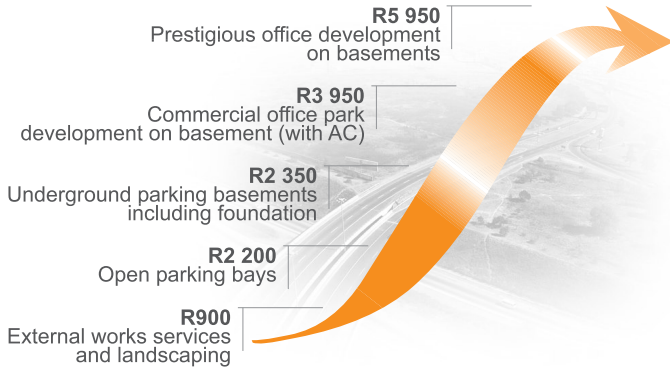 R5 950
Prestigious office development
on basements
R3 950
Commercial office park
development on basement (with AC)
R2 350
Underground parking basements
including foundation
R2 200
Open parking bays
R900
External works services
and landscaping